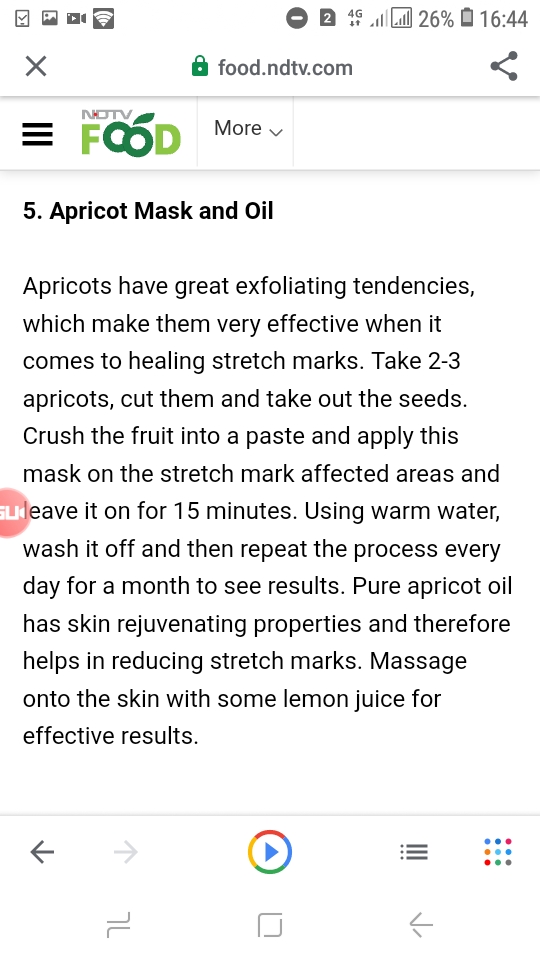 2 4G 26% 16:44
food.ndtv.com
NDTV
FOOD
More
5. Apricot Mask and Oil
Apricots have great exfoliating tendencies,
which make them very effective when it
comes to healing stretch marks. Take 2-3
apricots, cut them and take out the seeds.
Crush the fruit into a paste and apply this
mask on the stretch mark affected areas and
leave it on for 15 minutes. Using warm water,
wash it off and then repeat the process every
day for a month to see results. Pure apricot oil
has skin rejuvenating properties and therefore
helps in reducing stretch marks. Massage
onto the skin with some lemon juice for
effective results.